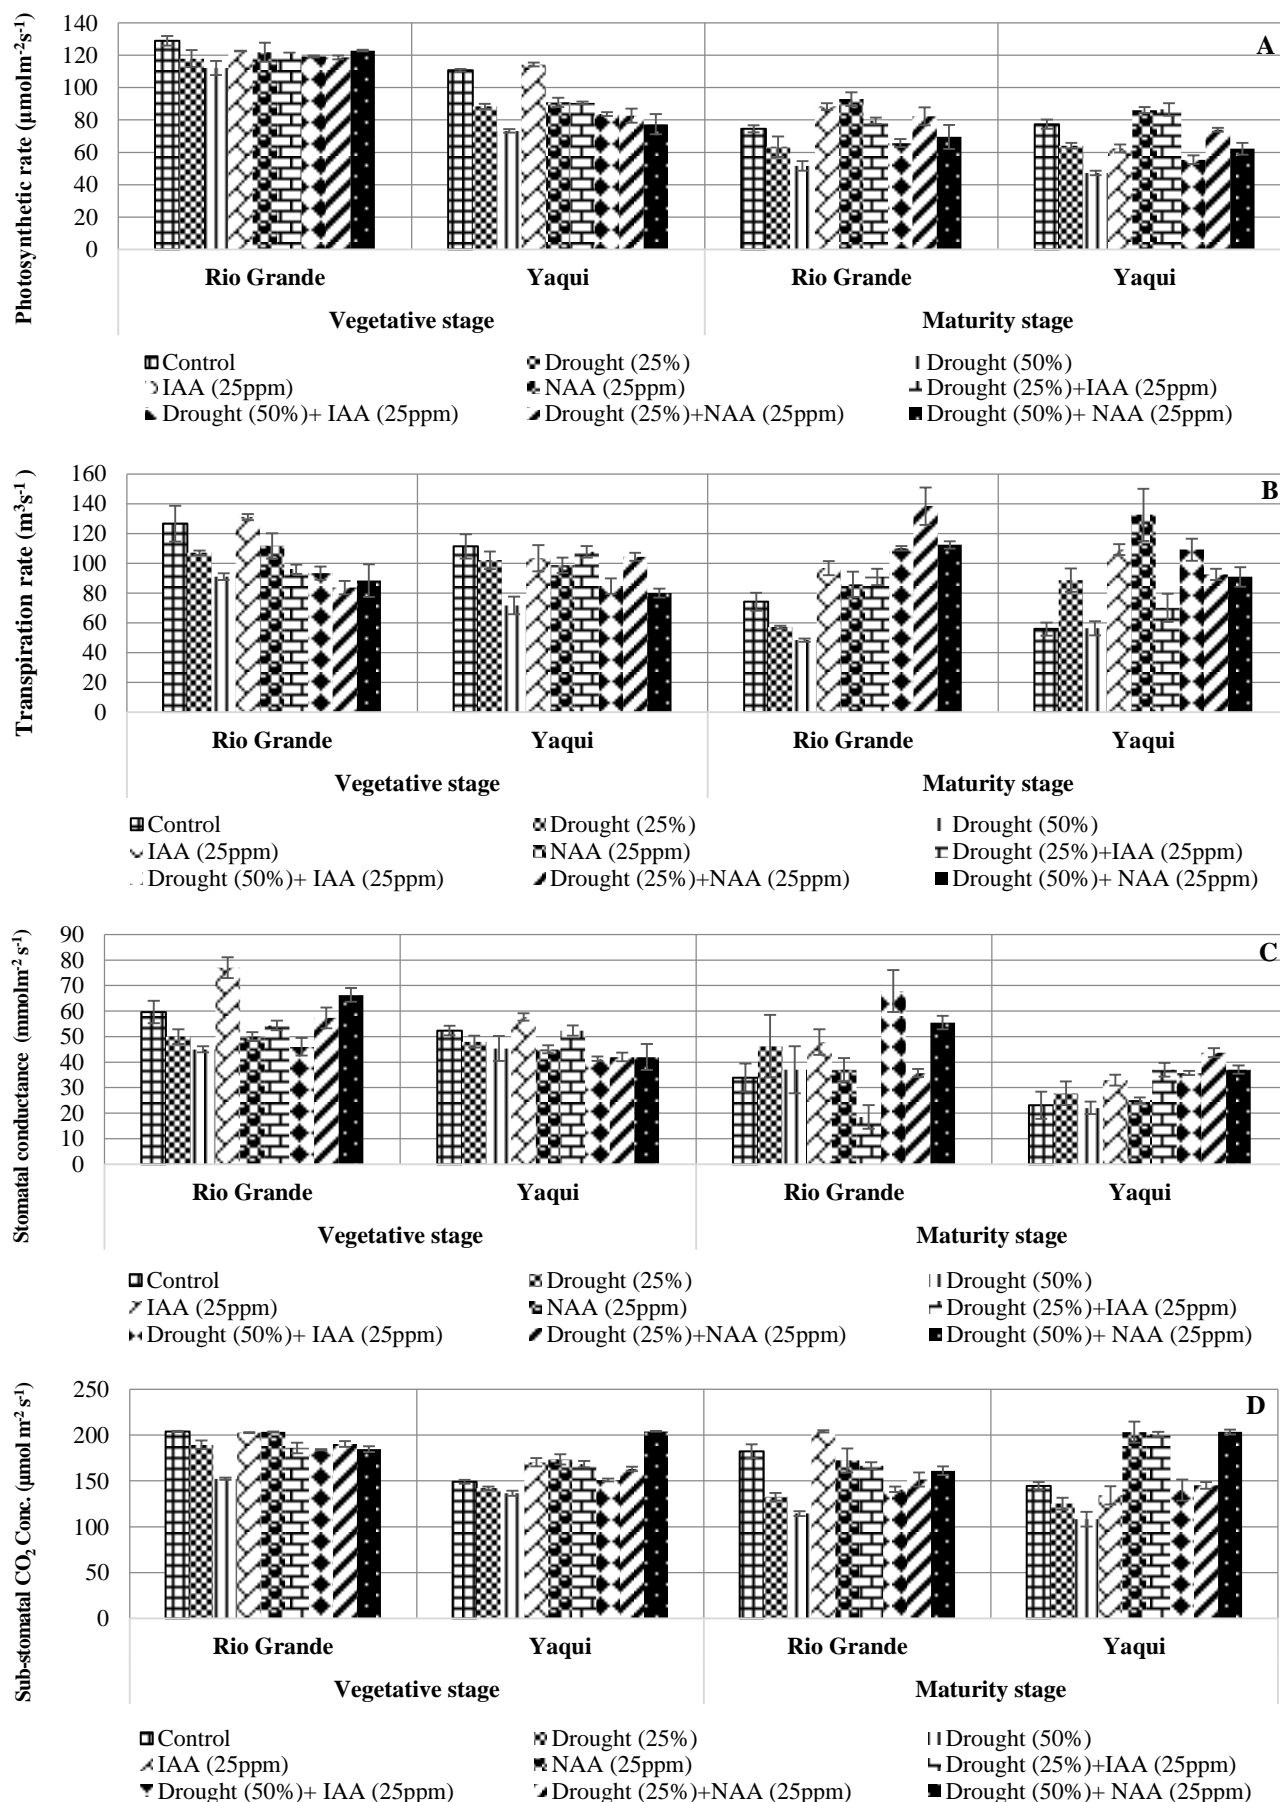 A
Photosynthetic rate (µmolm-2s-1)
140
120
100
80
60
40
20
0
Rio Grande Yaqui Rio Grande Yaqui
Vegetative stage Maturity stage
Control Drought (25%) Drought (50%)
IAA (25ppm) NAA (25ppm) Drought (25%)+IAA (25ppm)
Drought (50%)+ IAA (25ppm) Drought (25%)+NAA (25ppm) Drought (50%)+ NAA (25ppm)
B
Transpiration rate (m3s-1 )
160
140
120
100
80
60
40
20
0
Rio Grande Yaqui Rio Grande Yaqui
Vegetative stage Maturity stage
Control Drought (25%) Drought (50%)
IAA (25ppm) NAA (25ppm) Drought (25%)+IAA (25ppm)
Drought (50%)+ IAA (25ppm) Drought (25%)+NAA (25ppm) Drought (50%)+ NAA (25ppm)
C
Stomatal conductance (mmolm-2 s-1)
90
80
70
60
50
40
30
20
10
0
Rio Grande Yaqui Rio Grande Yaqui
Vegetative stage Maturity stage
Control Drought (25%) Drought (50%)
IAA (25ppm) NAA (25ppm) Drought (25%)+IAA (25ppm)
Drought (50%)+ IAA (25ppm) Drought (25%)+NAA (25ppm) Drought (50%)+ NAA (25ppm)
D
Sub-stomatal CO2 Conc. (µmol m-2 s-1)
250
200
150
100
50
0
Rio Grande Yaqui Rio Grande Yaqui
Vegetative stage Maturity stage
Control Drought (25%) Drought (50%)
IAA (25ppm) NAA (25ppm) Drought (25%)+IAA (25ppm)
Drought (50%)+ IAA (25ppm) Drought (25%)+NAA (25ppm) Drought (50%)+ NAA (25ppm)